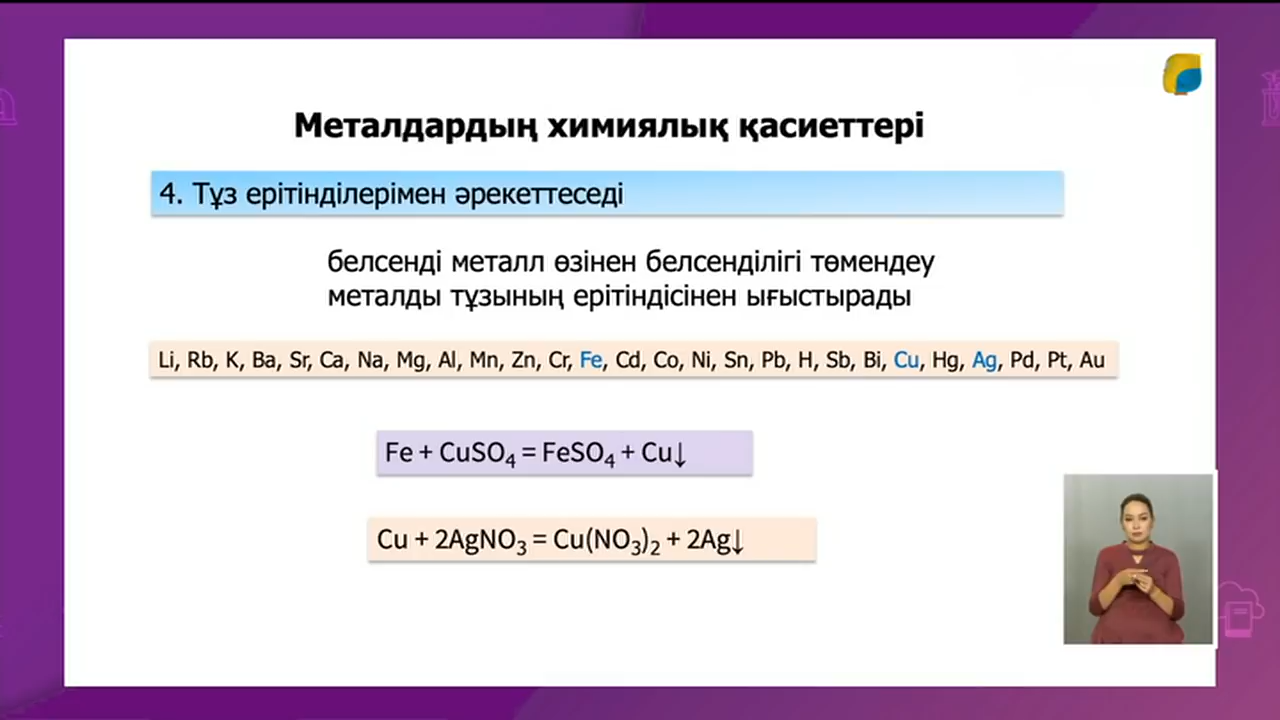 Металдардың химиялық қасиеттері
4. Тұз ерітінділерімен әрекеттеседі
белсенді металл өзінен белсенділігі төмендеу
металды тұзының ерітіндісінен ығыстырады
Li, Rb, K, Ba, Sr, Ca, Na, Mg, Al, Mn, Zn, Cr, Fe, Cd, Co, Ni, Sn, Pb, H, Sb, Bi, Cu, Hg, Ag, Pd, Pt, Au
Fe + CuSO₄ = FeSO₄ + Cu↓
Cu + 2AgNO₃ = Cu(NO₃)₂ + 2Ag↓